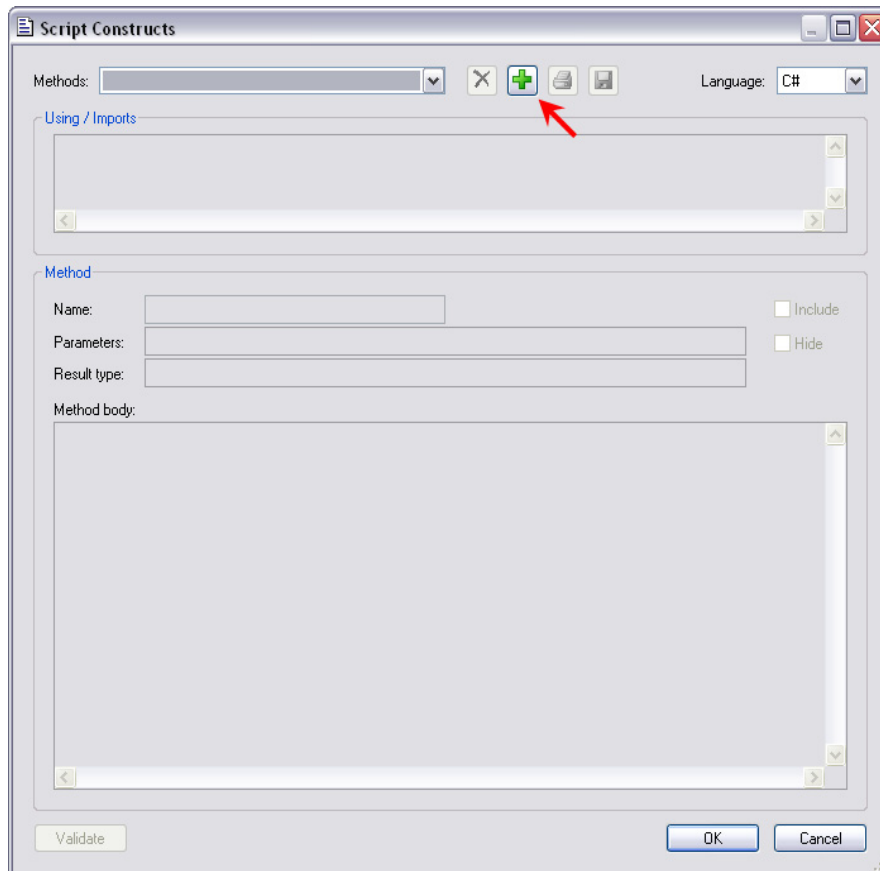 Script Constructs
Methods:
Language: C#
Using / Imports
Method
Name:
Include
Parameters:
Hide
Result type:
Method body:
Validate
OK
Cancel